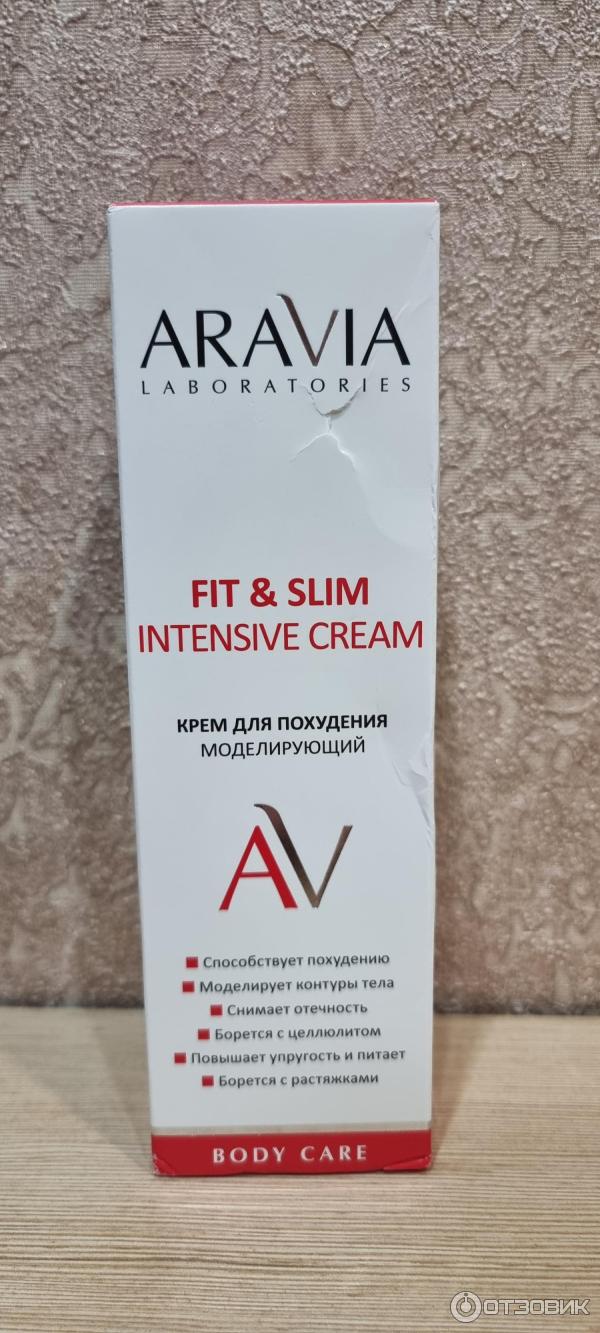 ARAVIA
LABORATORIES
FIT & SLIM
INTENSIVE CREAM
КРЕМ ДЛЯ ПОХУДЕНИЯ
МОДЕЛИРУЮЩИЙ
AV
Способствует похудению
Моделирует контуры тела
Снимает отечность
Борется с целлюлитом
Повышает упругость и питает
Борется с растяжками
BODY CARE
ОТЗОВИК